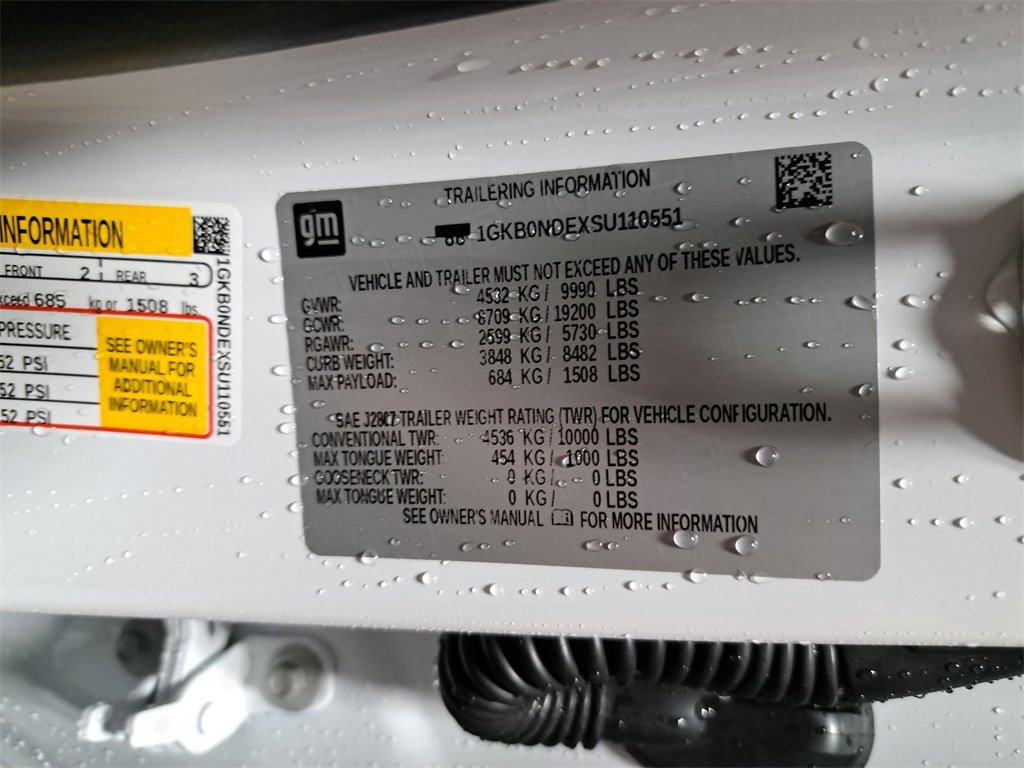 INFORMATION
FRONT 2 REAR 3
xceed 685 kg or 1508 lbs.
PRESSURE
52 PSI
52 PSI
52 PSI
SEE OWNER'S
MANUAL FOR
ADDITIONAL
INFORMATION
1GKB0NDEXSU110551
gm
TRAILERING INFORMATION
1GKB0NDEXSU110551
VEHICLE AND TRAILER MUST NOT EXCEED ANY OF THESE VALUES.
GVWR: 4532 KG / 9990 LBS
GCWR: 8709 KG / 19200 LBS
RGAWR: 2599 KG / 5730 LBS
CURB WEIGHT: 3848 KG / 8482 LBS
MAX PAYLOAD: 684 KG / 1508 LBS
SAE J2807 TRAILER WEIGHT RATING (TWR) FOR VEHICLE CONFIGURATION.
CONVENTIONAL TWR: 4536 KG / 10000 LBS
MAX TONGUE WEIGHT: 454 KG / 1000 LBS
GOOSENECK TWR: 0 KG / 0 LBS
MAX TONGUE WEIGHT: 0 KG / 0 LBS
SEE OWNER'S MANUAL FOR MORE INFORMATION